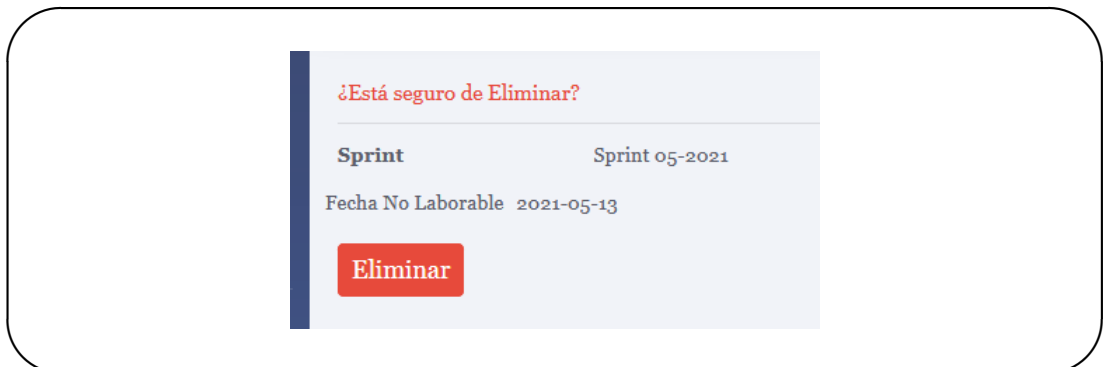 ¿Está seguro de Eliminar?
Sprint Sprint 05-2021
Fecha No Laborable 2021-05-13
Eliminar